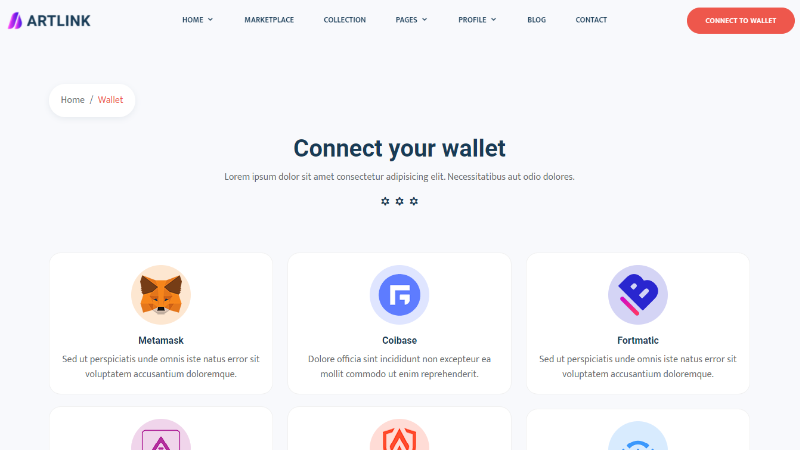 ARTLINK
HOME
MARKETPLACE
COLLECTION
PAGES
PROFILE
BLOG
CONTACT
CONNECT TO WALLET
Home / Wallet
Connect your wallet
Lorem ipsum dolor sit amet consectetur adipisicing elit. Necessitatibus aut odio dolores.
Metamask
Sed ut perspiciatis unde omnis iste natus error sit
voluptatem accusantium doloremque.
Coibase
Dolore officia sint incididunt non excepteur ea
mollit commodo ut enim reprehenderit.
Fortmatic
Sed ut perspiciatis unde omnis iste natus error sit
voluptatem accusantium doloremque.